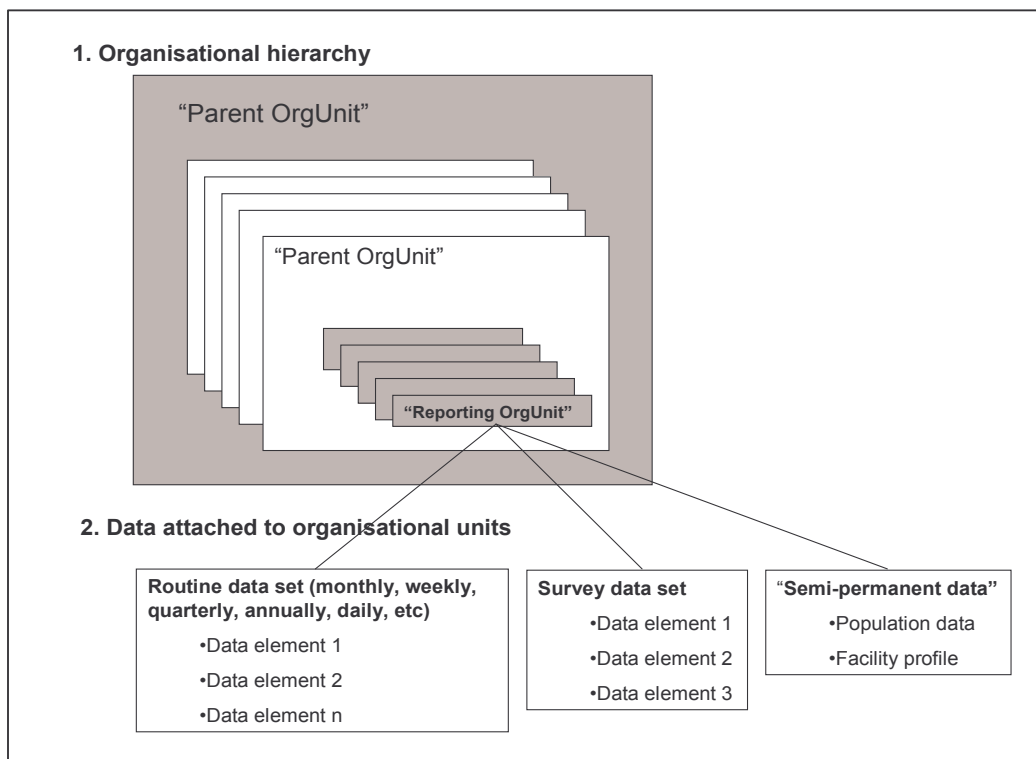 1. Organisational hierarchy
“Parent OrgUnit”
“Parent OrgUnit”
“Reporting OrgUnit”
2. Data attached to organisational units
Routine data set (monthly, weekly,
quarterly, annually, daily, etc)
•Data element 1
•Data element 2
•Data element n
Survey data set
•Data element 1
•Data element 2
•Data element 3
“Semi-permanent data”
•Population data
•Facility profile